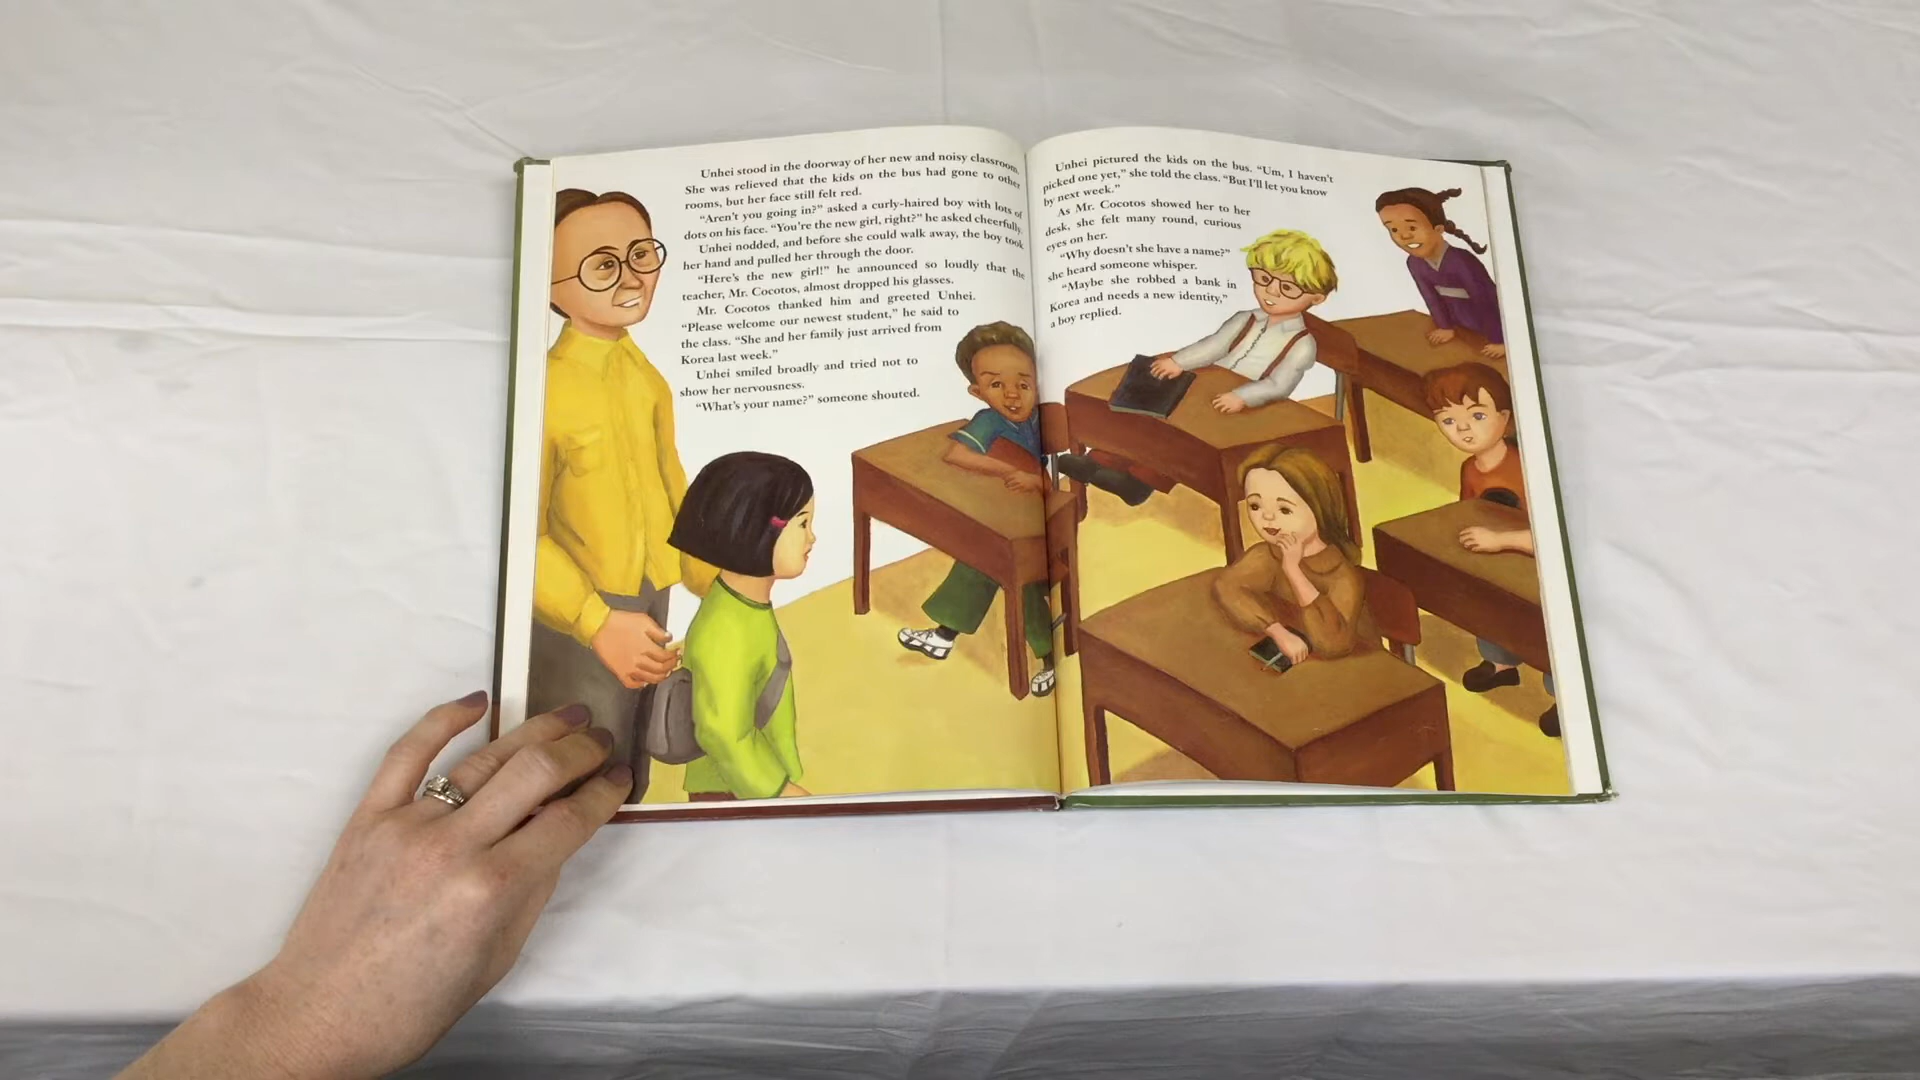 Unhei stood in the doorway of her new and noisy classroom.
She was relieved that the kids on the bus had gone to other
rooms, but her face still felt red.
“Aren’t you going in?” asked a curly-haired boy with lots of
dots on his face. “You’re the new girl, right?” he asked cheerfully.
Unhei nodded, and before she could walk away, the boy took
her hand and pulled her through the door.
“Here’s the new girl!” he announced so loudly that the
teacher, Mr. Cocotos, almost dropped his glasses.
Mr. Cocotos thanked him and greeted Unhei.
“Please welcome our newest student,” he said to
the class. “She and her family just arrived from
Korea last week.”
Unhei smiled broadly and tried not to
show her nervousness.
“What’s your name?” someone shouted.
Unhei pictured the kids on the bus. “Um, I haven’t
picked one yet,” she told the class. “But I’ll let you know
by next week.”
As Mr. Cocotos showed her to her
desk, she felt many round, curious
eyes on her.
“Why doesn’t she have a name?”
she heard someone whisper.
“Maybe she robbed a bank in
Korea and needs a new identity,”
a boy replied.